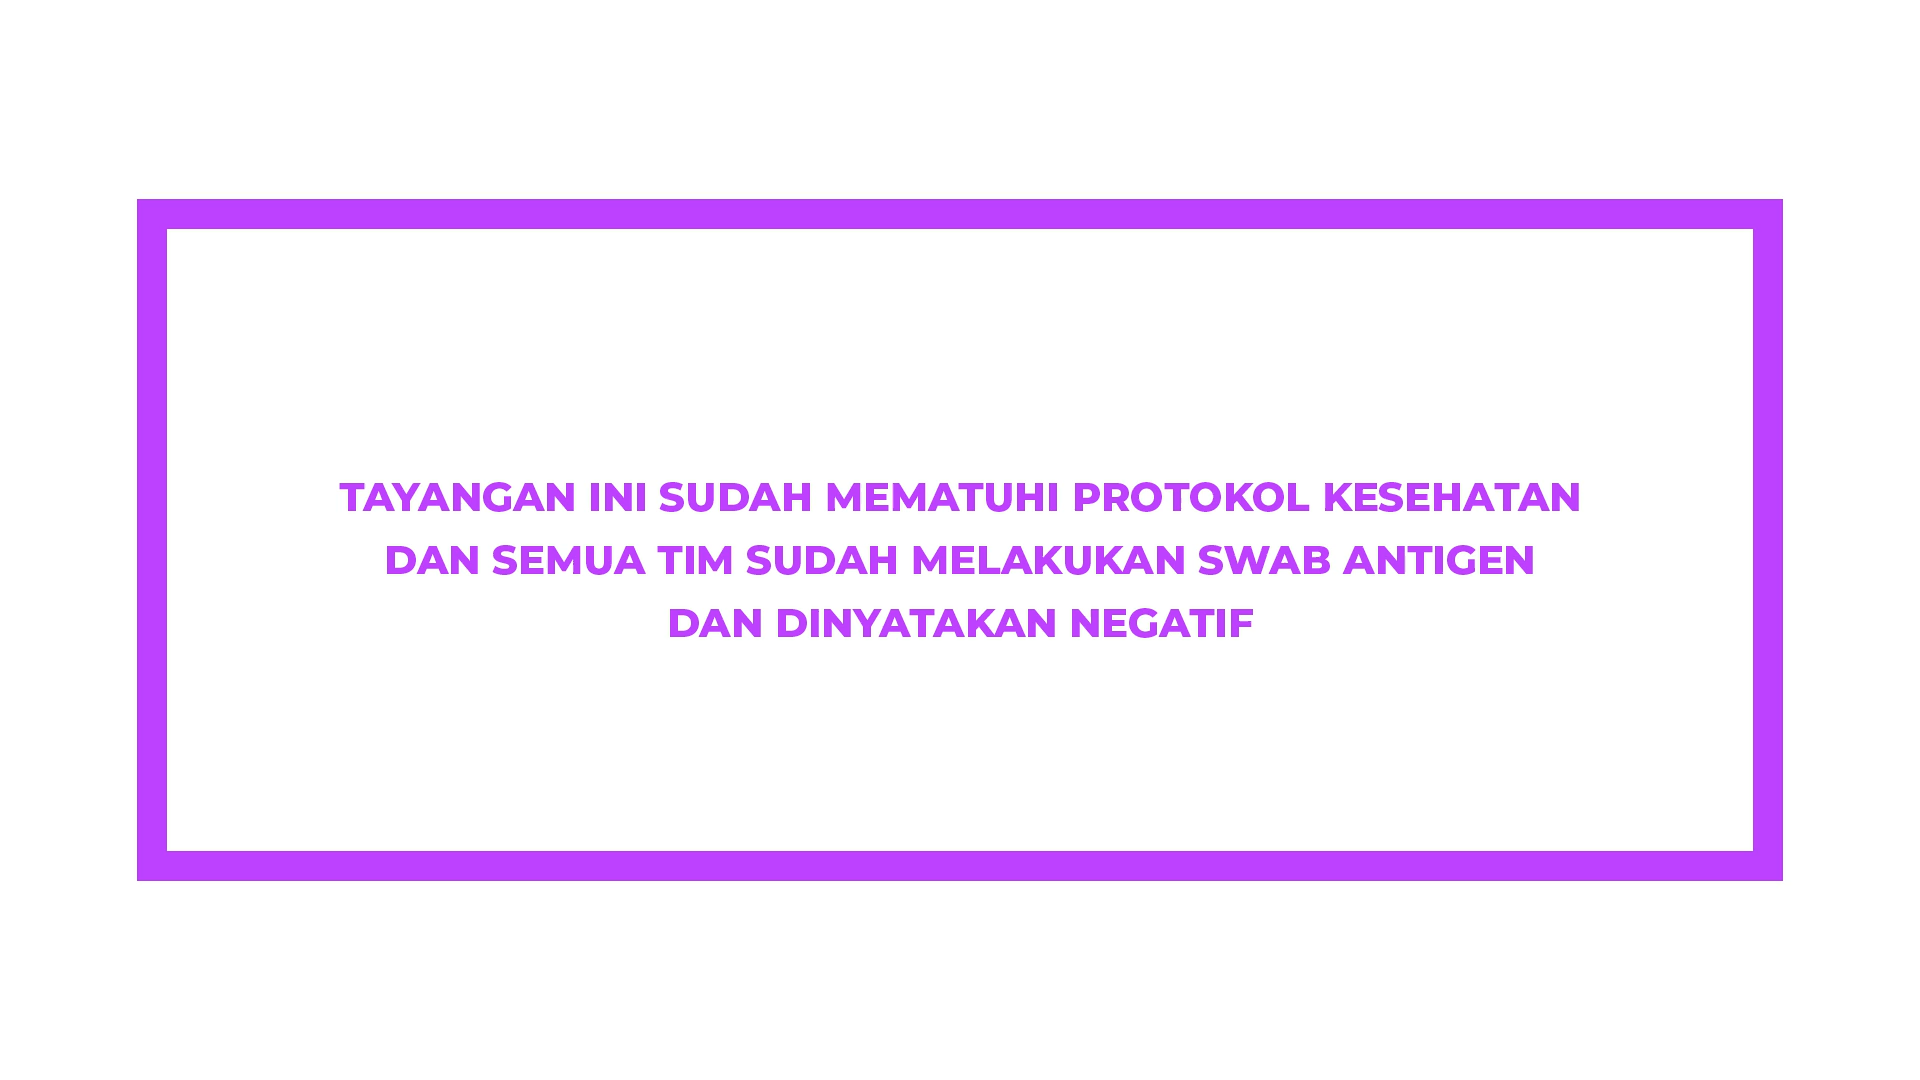 TAYANGAN INI SUDAH MEMATUHI PROTOKOL KESEHATAN
DAN SEMUA TIM SUDAH MELAKUKAN SWAB ANTIGEN
DAN DINYATAKAN NEGATIF